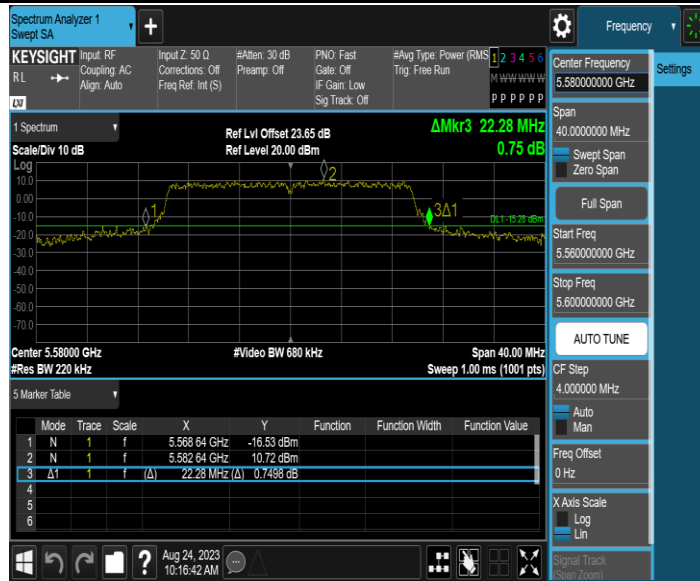 Spectrum Analyzer 1
Swept SA
+
Frequency
KEYSIGHT
RL
LXI
Input: RF
Coupling: AC
Align: Auto
Input Z: 50 Ω
Corrections: Off
Freq Ref: Int (S)
#Atten: 30 dB
Preamp: Off
PNO: Fast
Gate: Off
IF Gain: Low
Sig Track: Off
#Avg Type: Power (RMS
Trig: Free Run
1 2 3 4 5 6
M W W W W W
P P P P P P
1 Spectrum
Scale/Div 10 dB
Ref Lvl Offset 23.65 dB
Ref Level 20.00 dBm
ΔMkr3 22.28 MHz
0.75 dB
Log
10.0
0.00
-10.0
-20.0
-30.0
-40.0
-50.0
-60.0
-70.0
1
2
3Δ1
DL1 -15.28 dBm
Center 5.58000 GHz
#Res BW 220 kHz
#Video BW 680 kHz
Span 40.00 MHz
Sweep 1.00 ms (1001 pts)
5 Marker Table
Mode Trace Scale X Y Function Function Width Function Value
1 N 1 f 5.568 64 GHz -16.53 dBm
2 N 1 f 5.582 64 GHz 10.72 dBm
3 Δ1 1 f (Δ) 22.28 MHz (Δ) 0.7498 dB
4
5
6
?
Aug 24, 2023
10:16:42 AM
Center Frequency
5.580000000 GHz
Settings
Span
40.0000000 MHz
Swept Span
Zero Span
Full Span
Start Freq
5.560000000 GHz
Stop Freq
5.600000000 GHz
AUTO TUNE
CF Step
4.000000 MHz
Auto
Man
Freq Offset
0 Hz
X Axis Scale
Log
Lin
Signal Track
(Span Zoom)